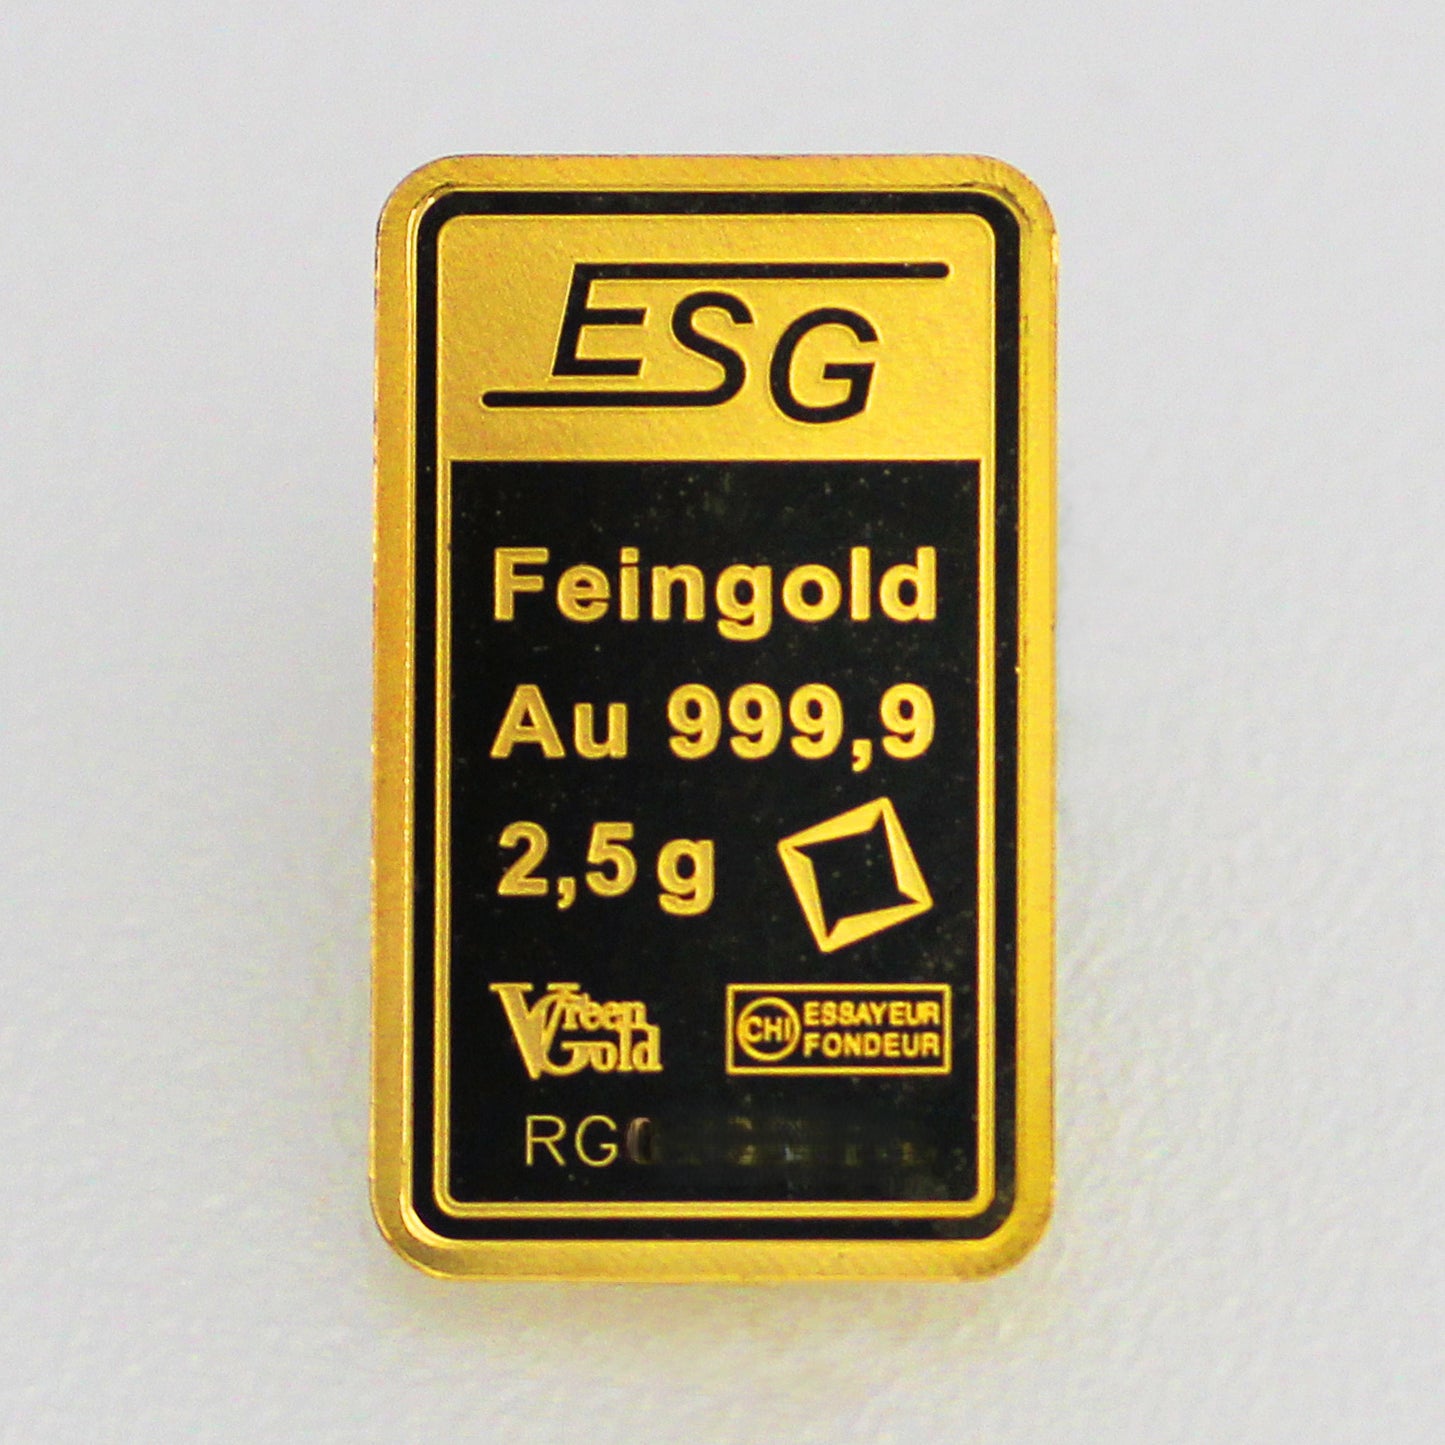 ESG
Feingold
Au 999,9
2,5 g
Green
Gold
CHI
ESSAYEUR
FONDEUR
RG